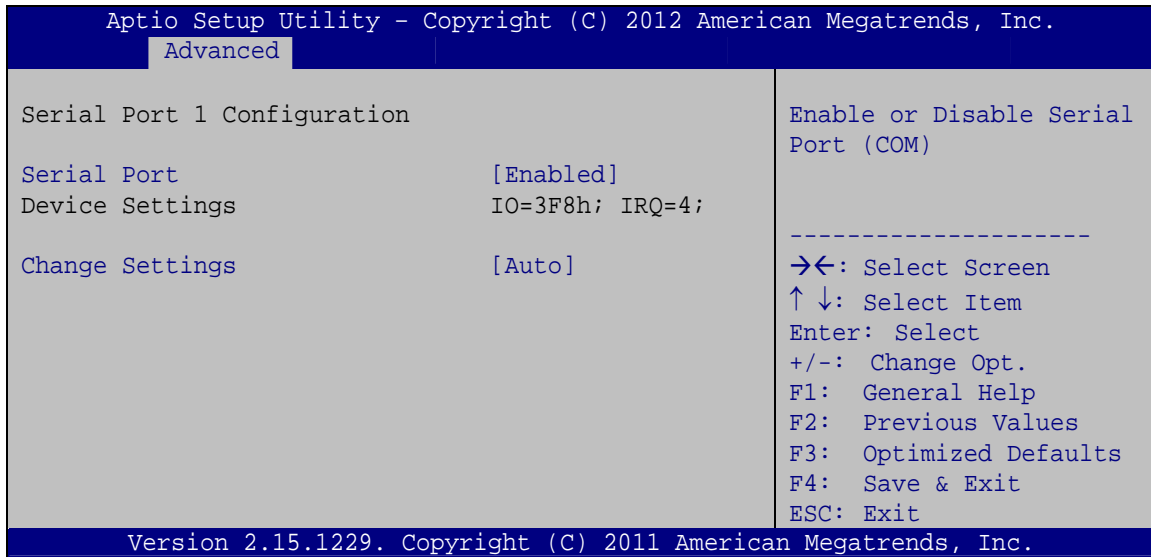 Aptio Setup Utility – Copyright (C) 2012 American Megatrends, Inc.
Advanced
Serial Port 1 Configuration
Serial Port [Enabled]
Device Settings IO=3F8h; IRQ=4;
Change Settings [Auto]
Enable or Disable Serial
Port (COM)
---------------------
→←: Select Screen
↑ ↓: Select Item
Enter: Select
+/-: Change Opt.
F1: General Help
F2: Previous Values
F3: Optimized Defaults
F4: Save & Exit
ESC: Exit
Version 2.15.1229. Copyright (C) 2011 American Megatrends, Inc.